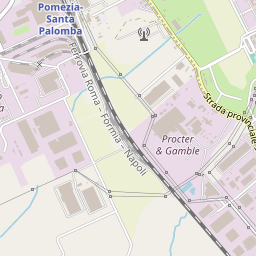 Pomezia-
Santa
Palomba
Ferrovia Roma - Formia - Napoli
Strada provinciale
Procter
& Gamble